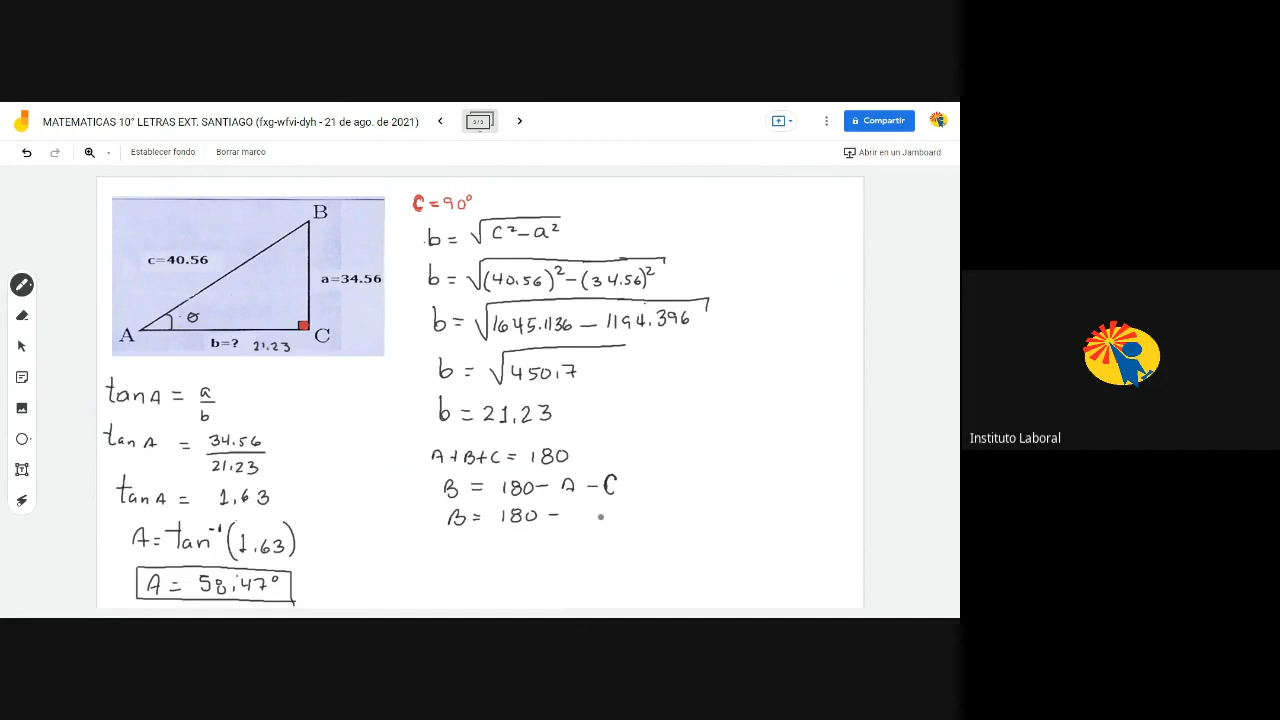 MATEMATICAS 10° LETRAS EXT. SANTIAGO (fxg-wfvi-dyh - 21 de ago. de 2021)
3/3
Compartir
Establecer fondo
Borrar marco
Abrir en un Jamboard
B
c=40.56
a=34.56
θ
A
C
b=? 21.23
tan A = a/b
tan A = 34.56/21.23
tan A = 1.63
A = tan⁻¹(1.63)
A = 58.47°
C = 90°
b = √c²-a²
b = √(40.56)² - (34.56)²
b = √1645.1136 - 1194.396
b = √450.7
b = 21.23
A + B + C = 180
B = 180 - A - C
B = 180 -
Instituto Laboral